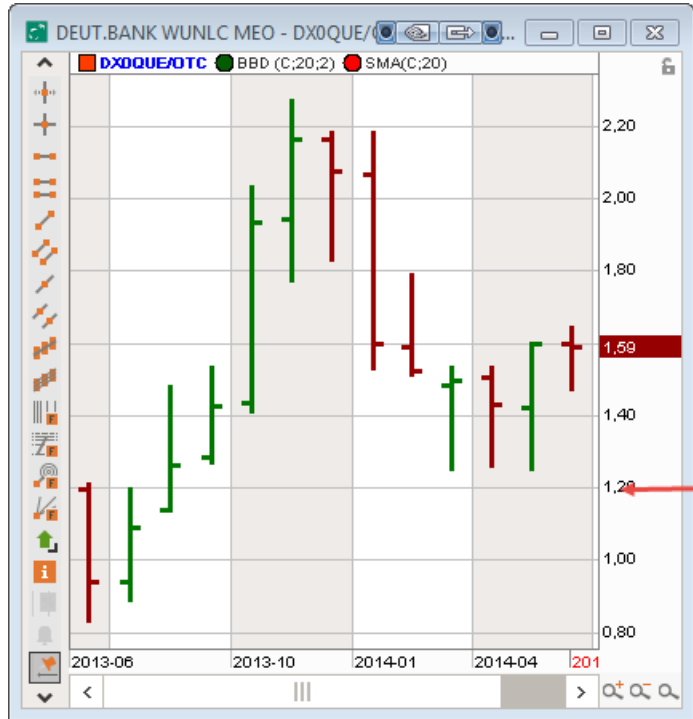 DEUT.BANK WUNLC MEO - DX0QUE/
DX0QUE/OTC BBD (C;20;2) SMA(C;20)
2,20
2,00
1,80
1,59
1,40
1,20
1,00
0,80
2013-06 2013-10 2014-01 2014-04 201